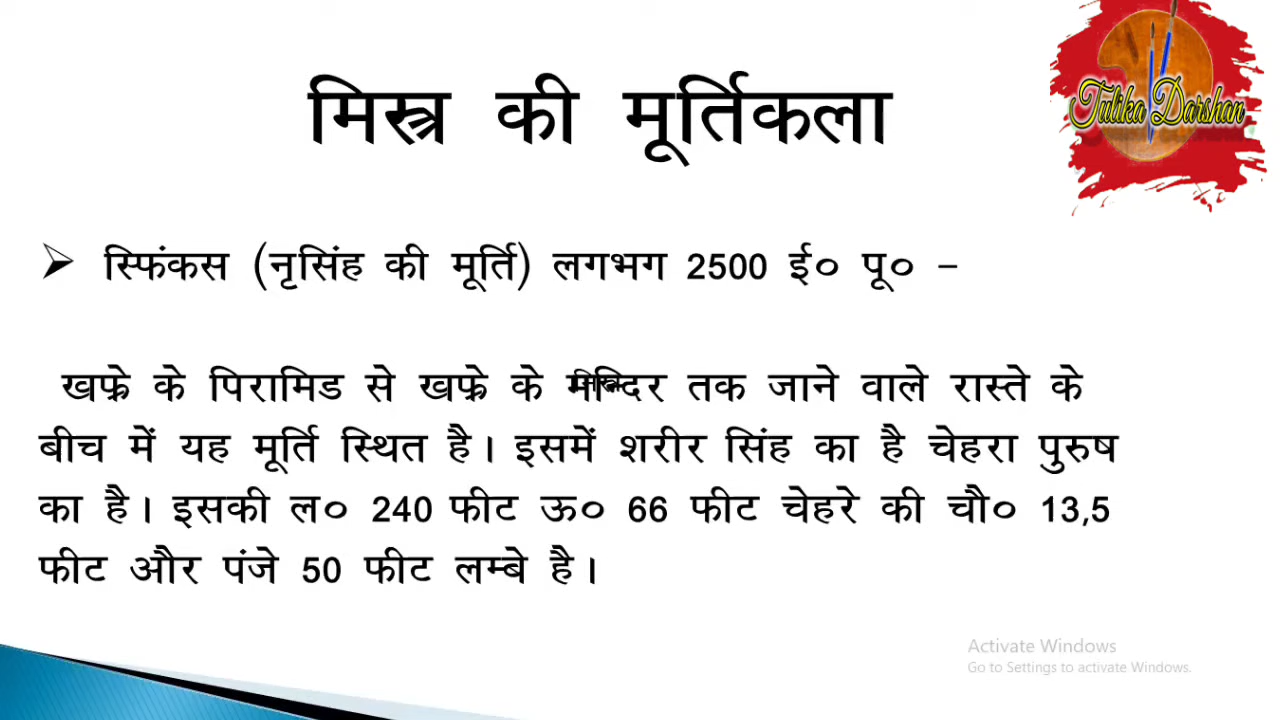 मिस्त्र की मूर्तिकला
Tulika Darshan
➢ स्फिंकस (नृसिंह की मूर्ति) लगभग 2500 ई० पू० –
खफ्रे के पिरामिड से खफ्रे के मन्दिर तक जाने वाले रास्ते के
बीच में यह मूर्ति स्थित है। इसमें शरीर सिंह का है चेहरा पुरुष
का है। इसकी ल० 240 फीट ऊ० 66 फीट चेहरे की चौ० 13,5
फीट और पंजे 50 फीट लम्बे है।
Activate Windows
Go to Settings to activate Windows.